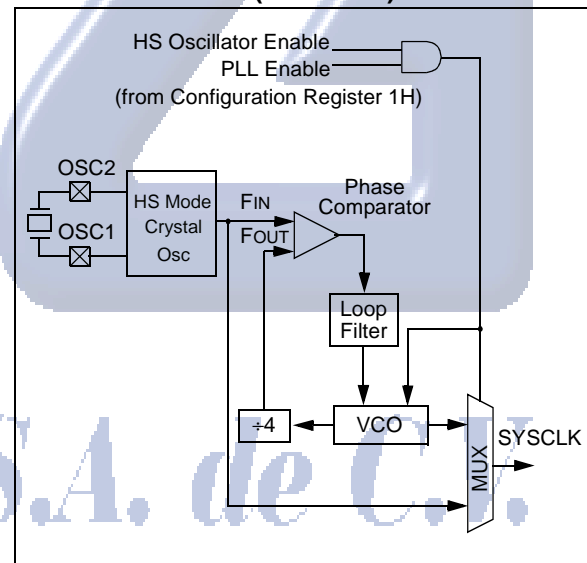 HS Oscillator Enable
PLL Enable
(from Configuration Register 1H)
OSC2
OSC1
HS Mode
Crystal
Osc
FIN
FOUT
Phase
Comparator
Loop
Filter
÷4
VCO
MUX
SYSCLK
S.A. de C.V.